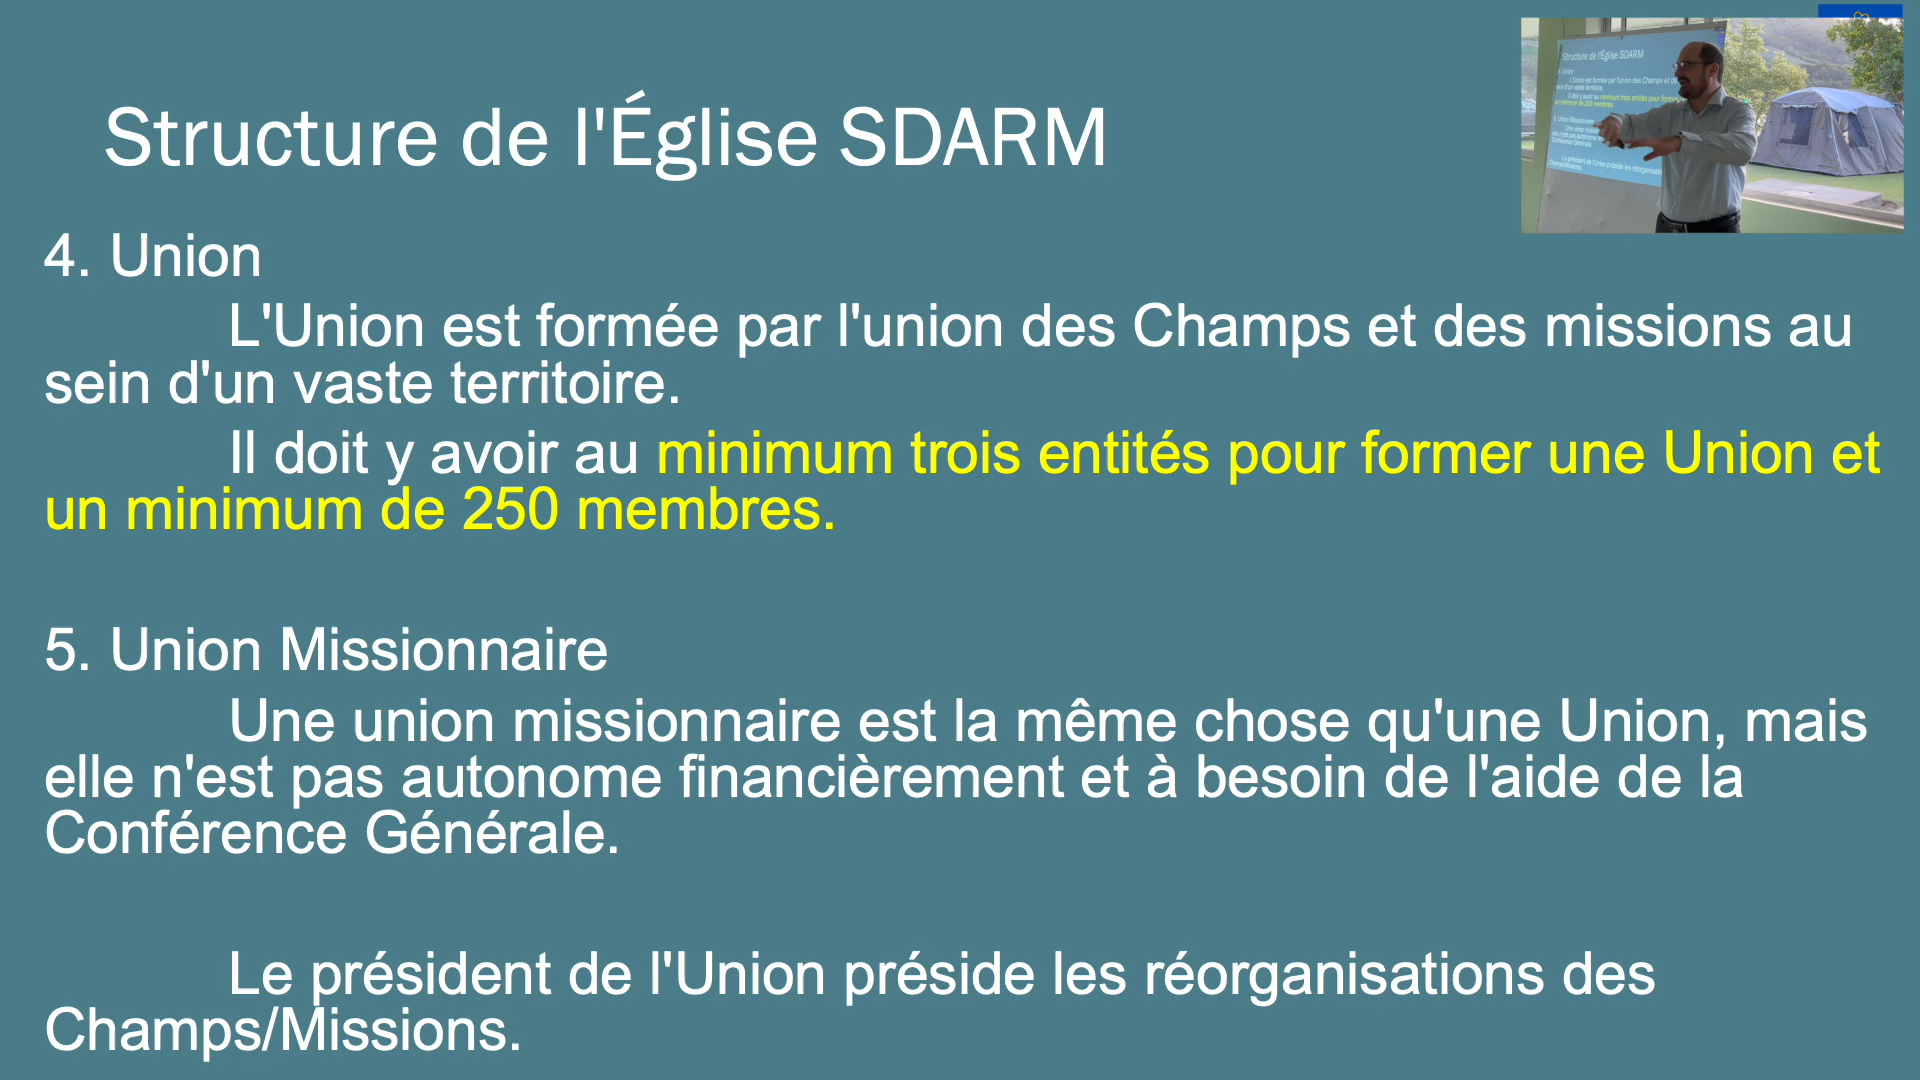 Structure de l'Église SDARM
4. Union
L'Union est formée par l'union des Champs et des missions au
sein d'un vaste territoire.
Il doit y avoir au minimum trois entités pour former une Union et
un minimum de 250 membres.
5. Union Missionnaire
Une union missionnaire est la même chose qu'une Union, mais
elle n'est pas autonome financièrement et à besoin de l'aide de la
Conférence Générale.
Le président de l'Union préside les réorganisations des
Champs/Missions.
Structure de l'Église SDARM